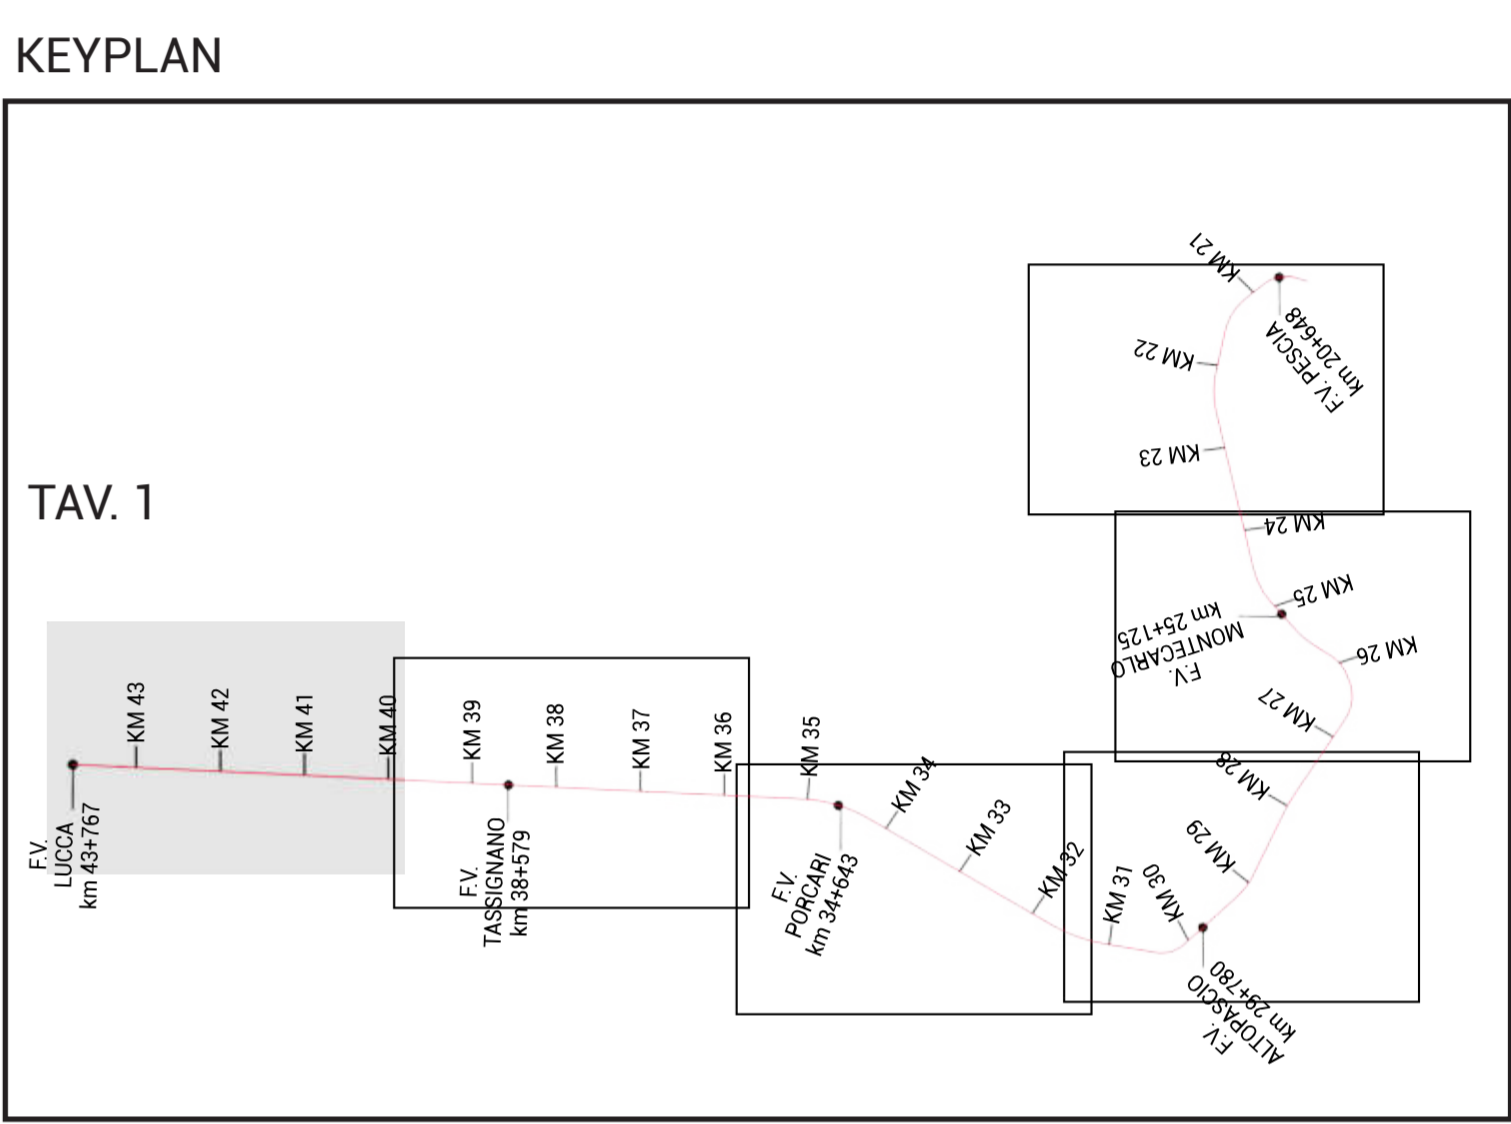 KEYPLAN
TAV. 1
KM 21
F.V. PESCIA
km 20+648
KM 22
KM 23
KM 24
KM 25
F.V.
MONTECARLO
km 25+125
KM 26
KM 27
KM 28
KM 29
KM 30
F.V.
ALTOPASCIO
km 29+780
KM 31
KM 32
KM 33
KM 34
F.V.
PORCARI
km 34+643
KM 35
KM 36
KM 37
KM 38
F.V.
TASSIGNANO
km 38+579
KM 39
KM 40
KM 41
KM 42
KM 43
F.V.
LUCCA
km 43+767